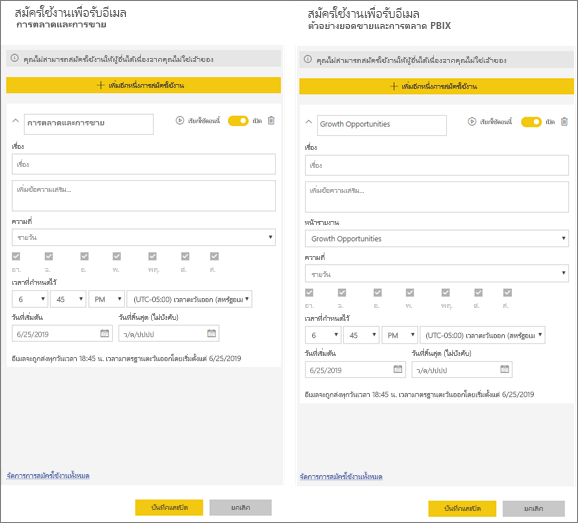 สมัครใช้งานเพื่อรับอีเมล
การตลาดและการขาย
คุณไม่สามารถสมัครใช้งานให้ผู้อื่นได้เนื่องจากคุณไม่ใช่เจ้าของ
เพิ่มอีกหนึ่งการสมัครใช้งาน
การตลาดและการขาย
เรียกใช้ตอนนี้
เปิด
เรื่อง
เรื่อง
เพิ่มข้อความเสริม...
ความถี่
รายวัน
อา. จ. อ. พ. พฤ. ศ. ส.
เวลาที่กำหนดไว้
6 45 PM (UTC-05:00) เวลาตะวันออก (สหรัฐอเม
วันที่เริ่มต้น วันที่สิ้นสุด (ไม่บังคับ)
6/25/2019 ว/ด/ปปปป
อีเมลจะถูกส่งทุกวันเวลา 18:45 น. เวลามาตรฐานตะวันออกโดยเริ่มตั้งแต่ 6/25/2019
จัดการการสมัครใช้งานทั้งหมด
บันทึกและปิด ยกเลิก
สมัครใช้งานเพื่อรับอีเมล
ตัวอย่างยอดขายและการตลาด PBIX
คุณไม่สามารถสมัครใช้งานให้ผู้อื่นได้เนื่องจากคุณไม่ใช่เจ้าของ
เพิ่มอีกหนึ่งการสมัครใช้งาน
Growth Opportunities
เรียกใช้ตอนนี้
เปิด
เรื่อง
เรื่อง
เพิ่มข้อความเสริม...
หน้ารายงาน
Growth Opportunities
ความถี่
รายวัน
อา. จ. อ. พ. พฤ. ศ. ส.
เวลาที่กำหนดไว้
6 45 PM (UTC-05:00) เวลาตะวันออก (สหรัฐอเม
วันที่เริ่มต้น วันที่สิ้นสุด (ไม่บังคับ)
6/25/2019 ว/ด/ปปปป
อีเมลจะถูกส่งทุกวันเวลา 18:45 น. เวลามาตรฐานตะวันออกโดยเริ่มตั้งแต่ 6/25/2019
จัดการการสมัครใช้งานทั้งหมด
บันทึกและปิด ยกเลิก